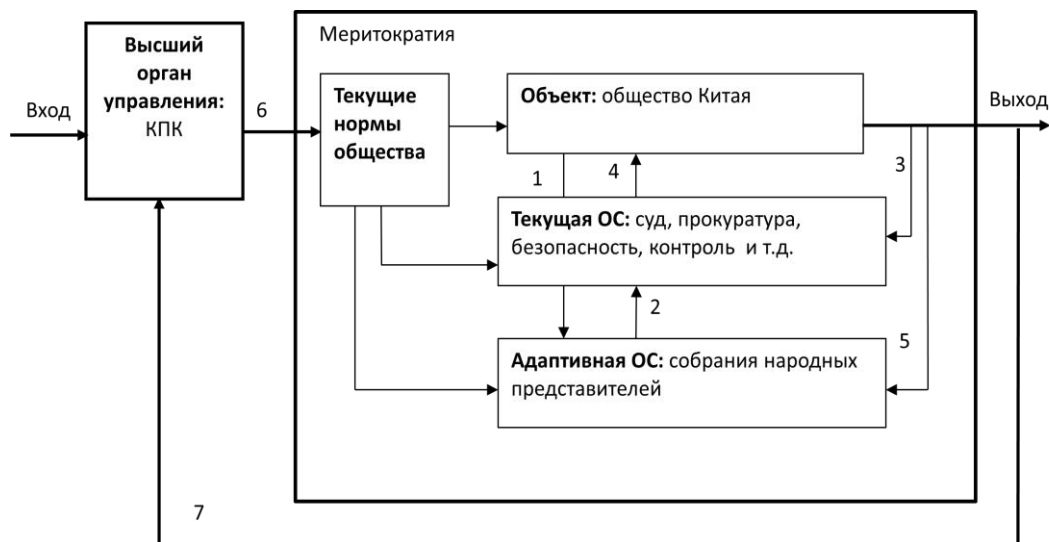 Меритократия
Высший
орган
управления:
КПК
Вход
6
Текущие
нормы
общества
Объект: общество Китая
Выход
1
4
3
Текущая ОС: суд, прокуратура,
безопасность, контроль и т.д.
2
5
Адаптивная ОС: собрания народных
представителей
7